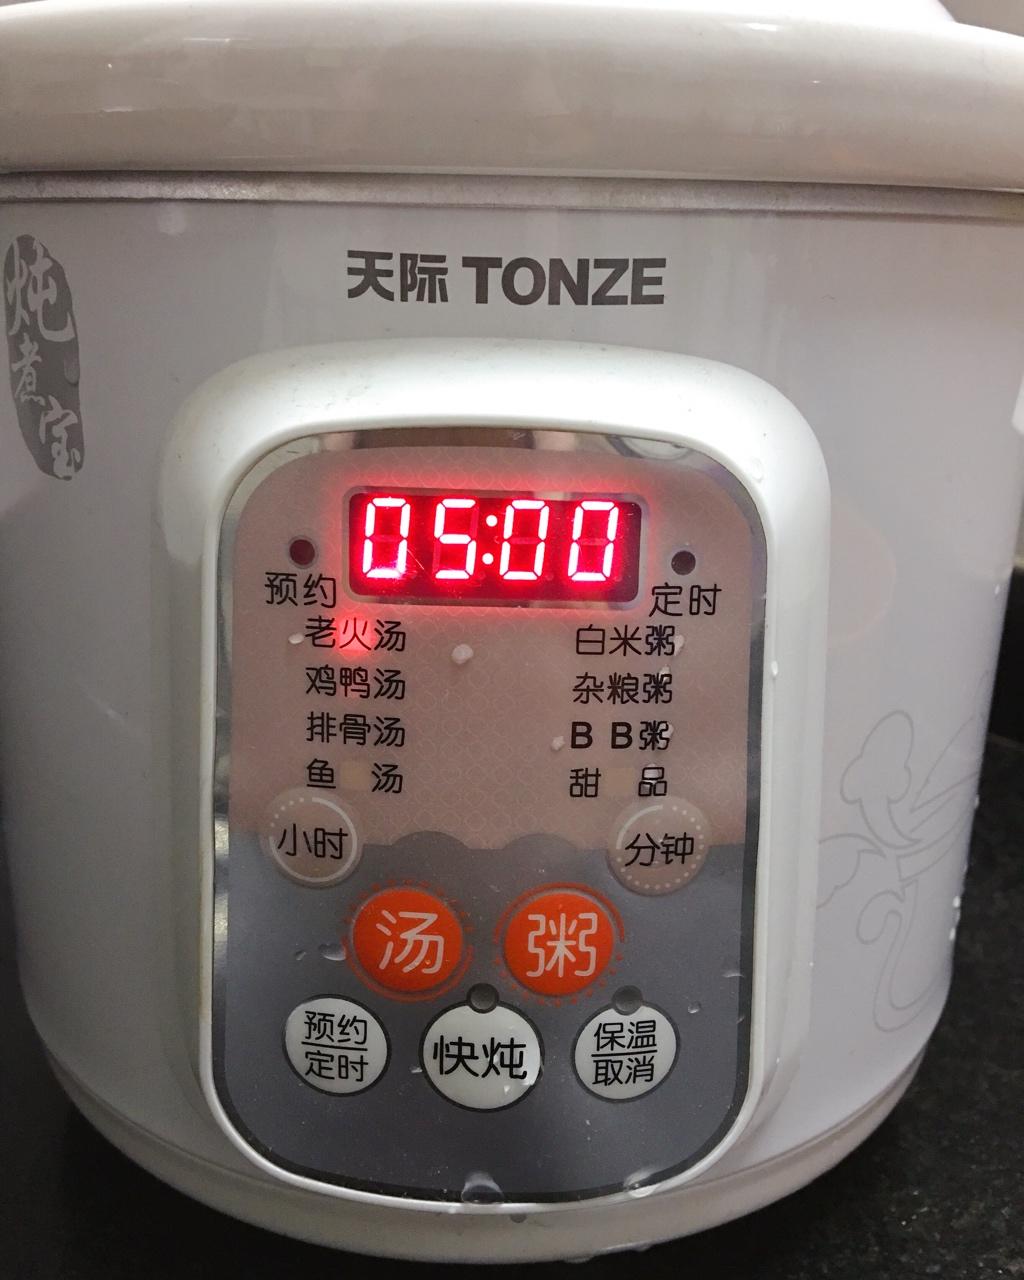 天际 TONZE
炖煮宝
05:00
预约
定时
老火汤
白米粥
鸡鸭汤
杂粮粥
排骨汤
BB粥
鱼 汤
甜 品
小时
分钟
汤
粥
预约
定时
快炖
保温
取消